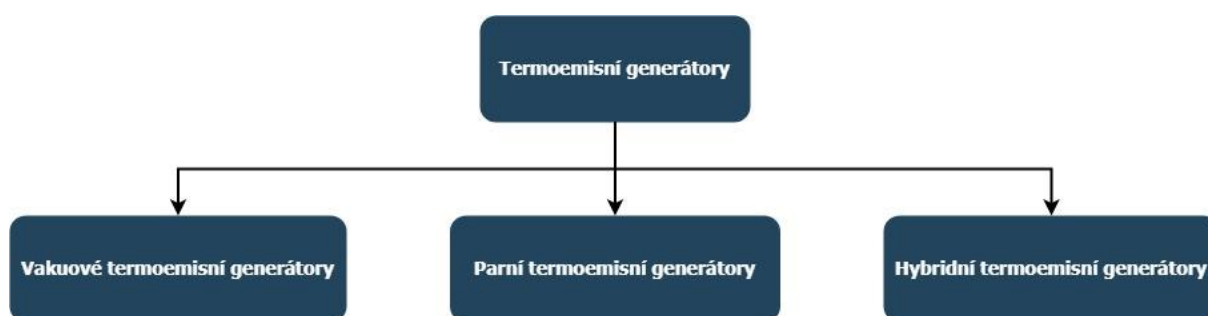 Termoemisní generátory
Vakuové termoemisní generátory
Parní termoemisní generátory
Hybridní termoemisní generátory